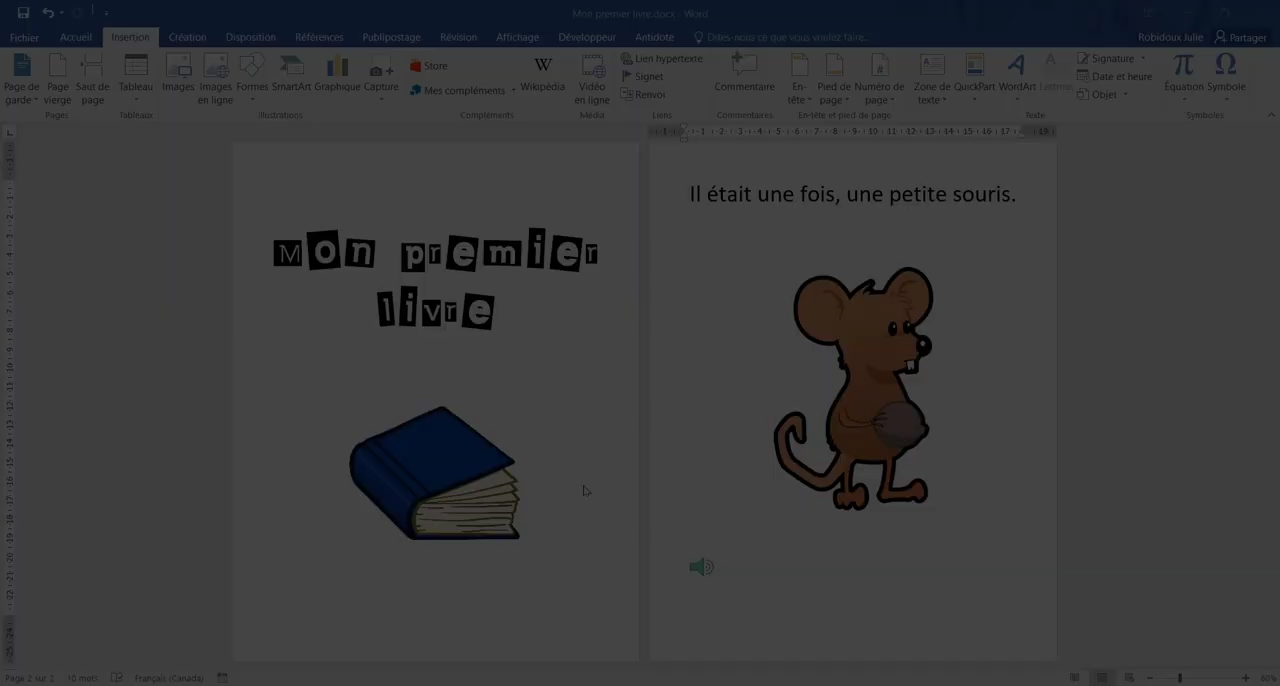 Mon premier livre.docx - Word
Fichier Accueil Insertion Création Disposition Références Publipostage Révision Affichage Développeur Antidote Dites-nous ce que vous voulez faire... Robidoux Julie Partager
Page de garde Page vierge Saut de page Tableau Images Images en ligne Formes SmartArt Graphique Capture Store Mes compléments Wikipédia Vidéo en ligne Lien hypertexte Signet Renvoi Commentaire En-tête Pied de page Numéro de page Zone de texte QuickPart WordArt Lettrine Signature Date et heure Objet Équation Symbole
Pages Tableaux Illustrations Compléments Média Liens Commentaires En-tête et pied de page Texte Symboles
Mon premier
livre
Il était une fois, une petite souris.
Page 2 sur 2 10 mots Français (Canada) 60%